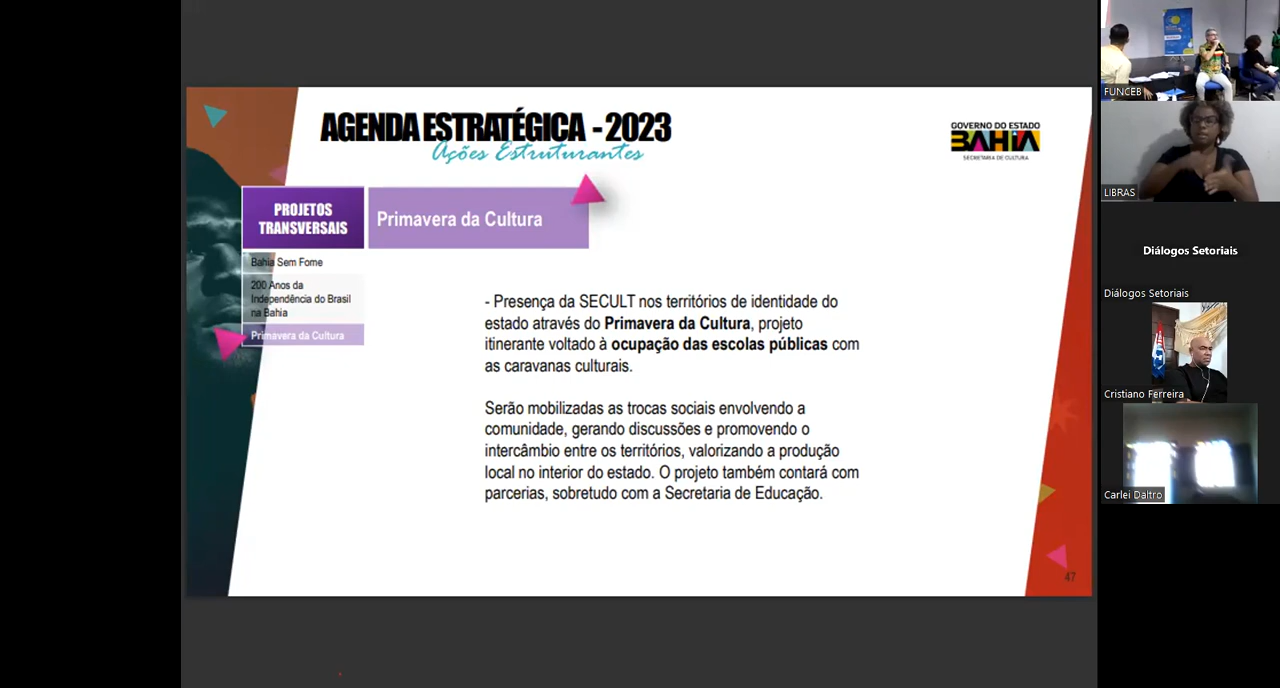 AGENDA ESTRATÉGICA - 2023
Ações Estruturantes
GOVERNO DO ESTADO
BAHIA
SECRETARIA DE CULTURA
PROJETOS
TRANSVERSAIS
Primavera da Cultura
Bahia Sem Fome
200 Anos da
Independência do Brasil
na Bahia
Primavera da Cultura
- Presença da SECULT nos territórios de identidade do
estado através do Primavera da Cultura, projeto
itinerante voltado à ocupação das escolas públicas com
as caravanas culturais.
Serão mobilizadas as trocas sociais envolvendo a
comunidade, gerando discussões e promovendo o
intercâmbio entre os territórios, valorizando a produção
local no interior do estado. O projeto também contará com
parcerias, sobretudo com a Secretaria de Educação.
47
FUNCEB
LIBRAS
Diálogos Setoriais
Diálogos Setoriais
Cristiano Ferreira
Carlei Daltro